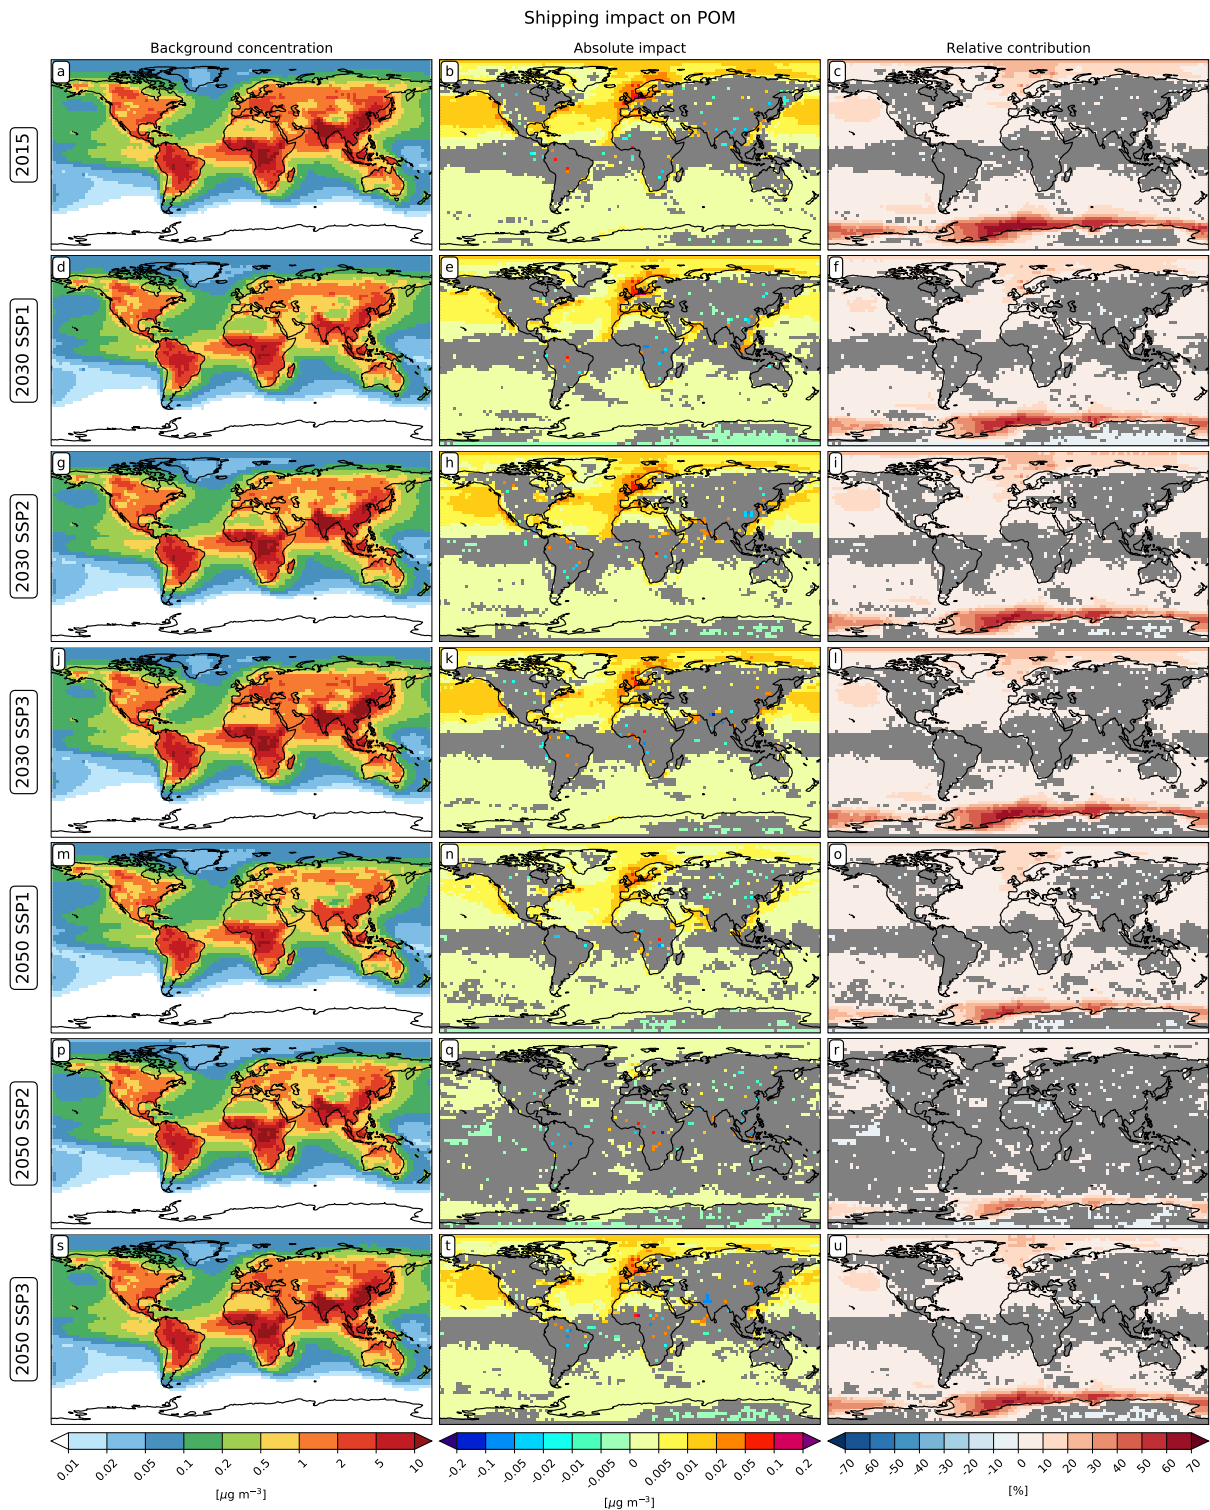 Shipping impact on POM
Background concentration
Absolute impact
Relative contribution
2015
a
b
c
2030 SSP1
d
e
f
2030 SSP2
g
h
i
2030 SSP3
j
k
l
2050 SSP1
m
n
o
2050 SSP2
p
q
r
2050 SSP3
s
t
u
0.01 0.02 0.05 0.1 0.2 0.5 1 2 5 10
[μg m⁻³]
-0.2 -0.1 -0.05 -0.02 -0.01 -0.005 0 0.005 0.01 0.02 0.05 0.1 0.2
[μg m⁻³]
-70 -60 -50 -40 -30 -20 -10 0 10 20 30 40 50 60 70
[%]